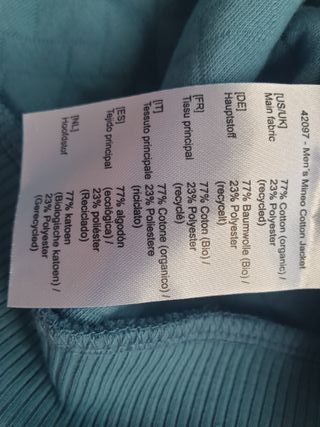 42097 - Men's Mineo Cotton Jacket
[US/UK]
Main fabric
77% Cotton (organic) /
23% Polyester
(recycled)
[DE]
Hauptstoff
77% Baumwolle (Bio) /
23% Polyester
(recycelt)
[FR]
Tissu principal
77% Coton (Bio) /
23% Polyester
(recyclé)
[IT]
Tessuto principale
77% Cotone (organico) /
23% Poliestere
(riciclato)
[ES]
Tejido principal
77% algodón
(ecológica) /
23% poliéster
(Reciclado)
[NL]
Hoofdstof
77% katoen
(Biologische katoen) /
23% Polyester
(Gerecycled)